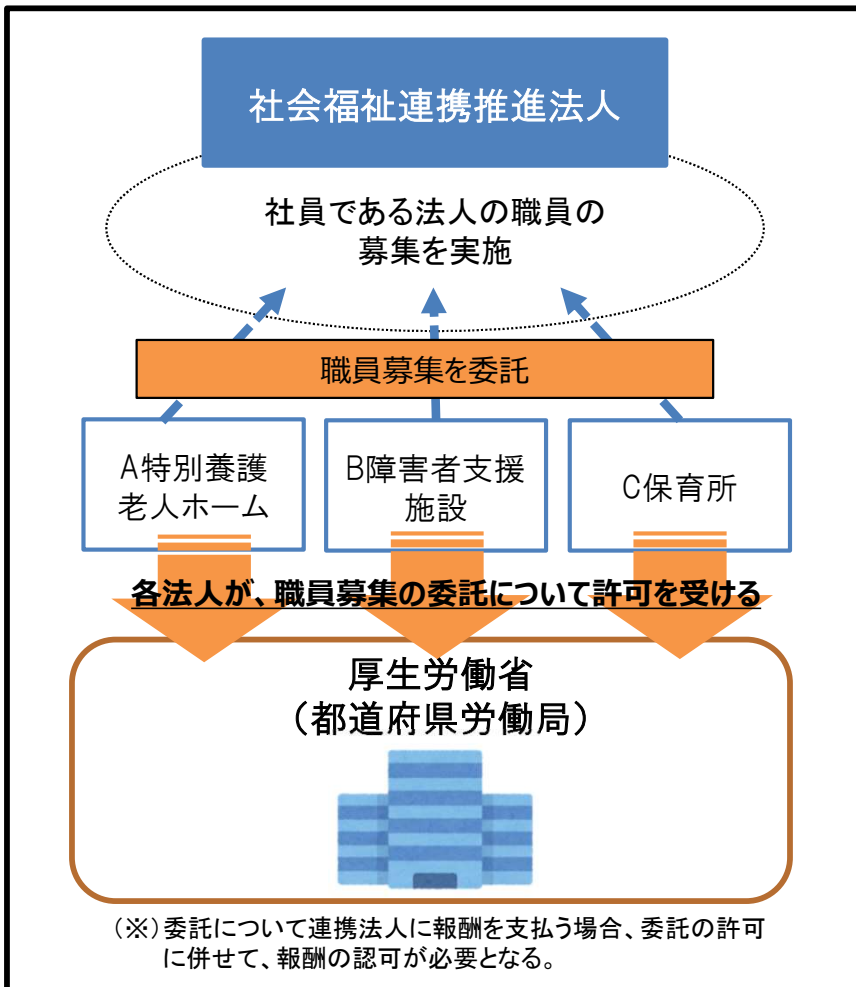 社会福祉連携推進法人
社員である法人の職員の
募集を実施
職員募集を委託
A特別養護
老人ホーム
B障害者支援
施設
C保育所
各法人が、職員募集の委託について許可を受ける
厚生労働省
（都道府県労働局）
（※）委託について連携法人に報酬を支払う場合、委託の許可
に併せて、報酬の認可が必要となる。